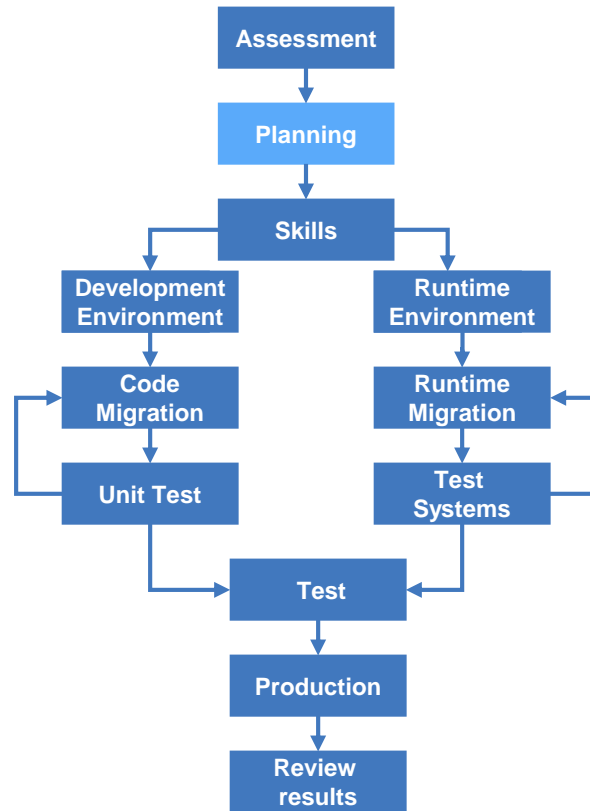 Assessment
Planning
Skills
Development
Environment
Runtime
Environment
Code
Migration
Runtime
Migration
Unit Test
Test
Systems
Test
Production
Review
results